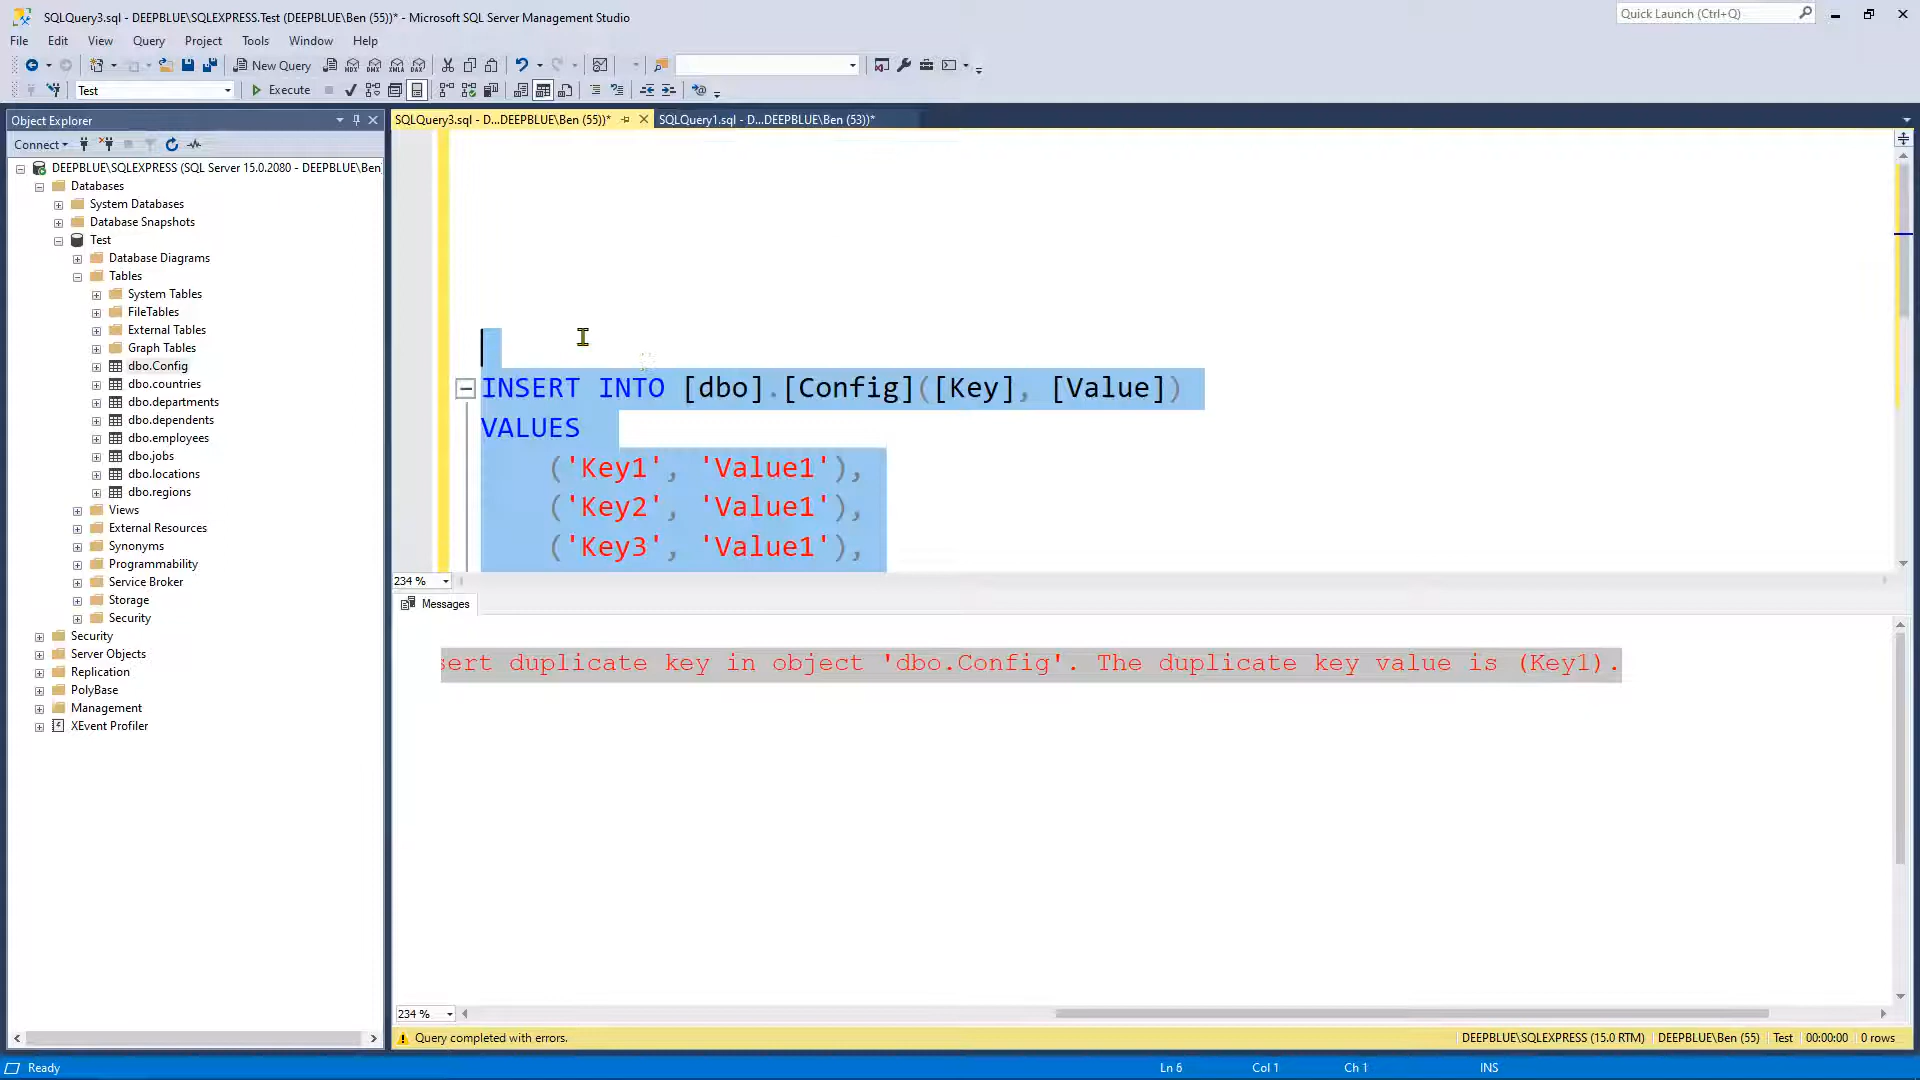 SQLQuery3.sql - DEEPBLUE\SQLEXPRESS.Test (DEEPBLUE\Ben (55))* - Microsoft SQL Server Management Studio
Quick Launch (Ctrl+Q)
File Edit View Query Project Tools Window Help
New Query
MDX DMX XMLA DAX
Test
Execute
Object Explorer
SQLQuery3.sql - D...DEEPBLUE\Ben (55))*
SQLQuery1.sql - D...DEEPBLUE\Ben (53))*
Connect
DEEPBLUE\SQLEXPRESS (SQL Server 15.0.2080 - DEEPBLUE\Ben
Databases
System Databases
Database Snapshots
Test
Database Diagrams
Tables
System Tables
FileTables
External Tables
Graph Tables
dbo.Config
dbo.countries
dbo.departments
dbo.dependents
dbo.employees
dbo.jobs
dbo.locations
dbo.regions
Views
External Resources
Synonyms
Programmability
Service Broker
Storage
Security
Security
Server Objects
Replication
PolyBase
Management
XEvent Profiler
INSERT INTO [dbo].[Config]([Key], [Value])
VALUES
('Key1', 'Value1'),
('Key2', 'Value1'),
('Key3', 'Value1'),
234 %
Messages
sert duplicate key in object 'dbo.Config'. The duplicate key value is (Key1).
234 %
Query completed with errors.
DEEPBLUE\SQLEXPRESS (15.0 RTM) DEEPBLUE\Ben (55) Test 00:00:00 0 rows
Ready
Ln 6 Col 1 Ch 1 INS